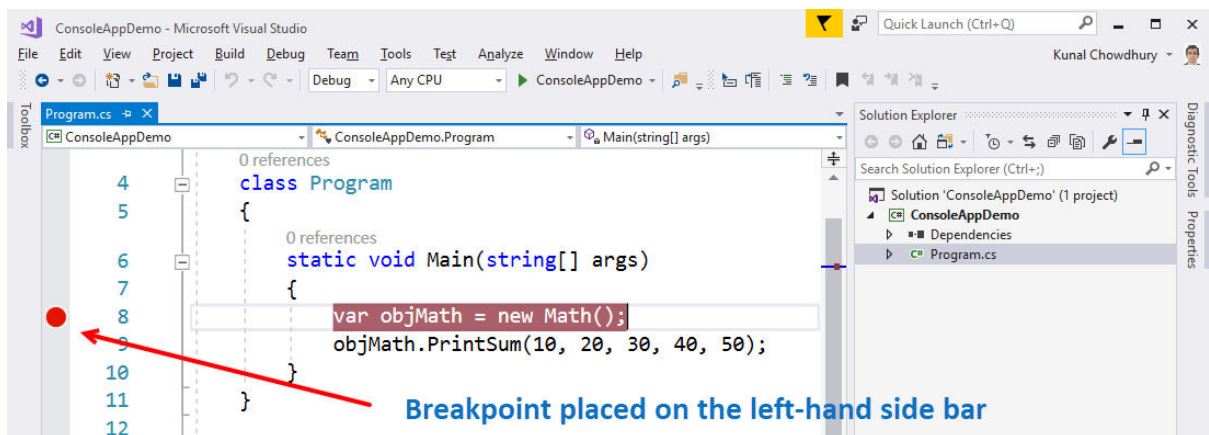 ConsoleAppDemo - Microsoft Visual Studio
Quick Launch (Ctrl+Q)
File Edit View Project Build Debug Team Tools Test Analyze Window Help
Kunal Chowdhury
Debug Any CPU ConsoleAppDemo
Toolbox
Program.cs
Solution Explorer
Diagnostic Tools
Properties
C# ConsoleAppDemo ConsoleAppDemo.Program Main(string[] args)
Search Solution Explorer (Ctrl+;)
Solution 'ConsoleAppDemo' (1 project)
C# ConsoleAppDemo
Dependencies
C# Program.cs
0 references
4 class Program
5 {
0 references
6 static void Main(string[] args)
7 {
8 var objMath = new Math();
9 objMath.PrintSum(10, 20, 30, 40, 50);
10 }
11 }
12
Breakpoint placed on the left-hand side bar